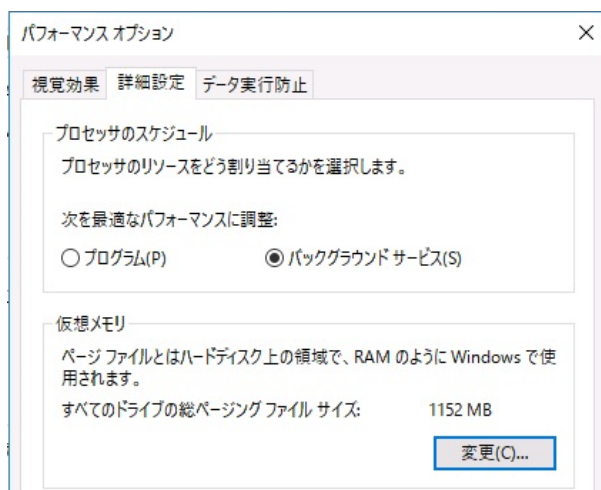 パフォーマンス オプション
視覚効果 詳細設定 データ実行防止
プロセッサのスケジュール
プロセッサのリソースをどう割り当てるかを選択します。
次を最適なパフォーマンスに調整:
プログラム(P) バックグラウンド サービス(S)
仮想メモリ
ページ ファイルとはハードディスク上の領域で、RAM のように Windows で使
用されます。
すべてのドライブの総ページング ファイル サイズ: 1152 MB
変更(C)...